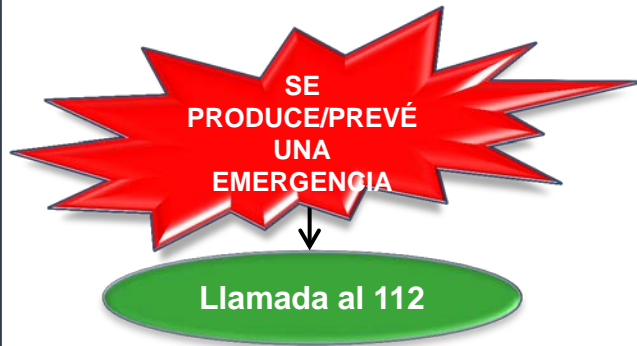 SE
PRODUCE/PREVÉ
UNA
EMERGENCIA
Llamada al 112